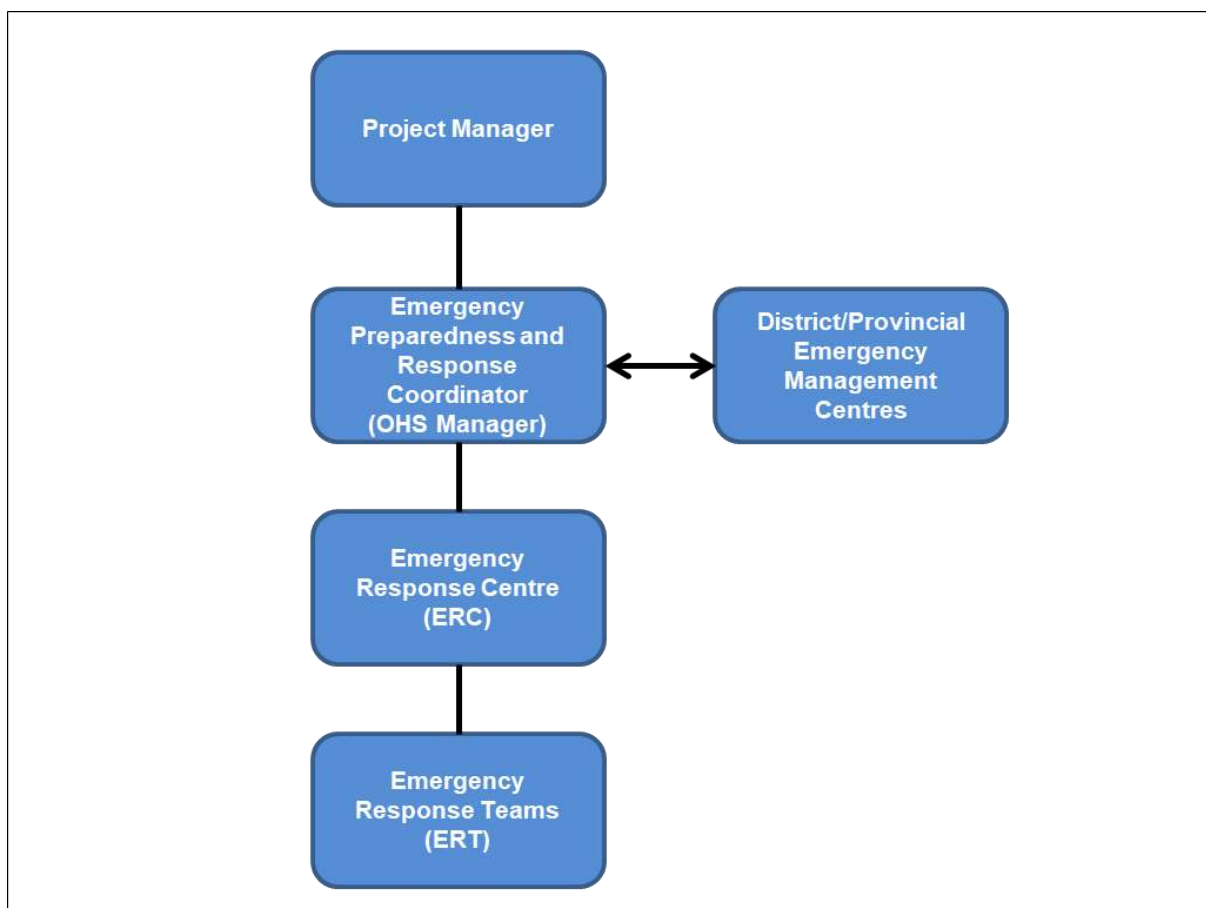 Project Manager
Emergency
Preparedness and
Response
Coordinator
(OHS Manager)
District/Provincial
Emergency
Management
Centres
Emergency
Response Centre
(ERC)
Emergency
Response Teams
(ERT)